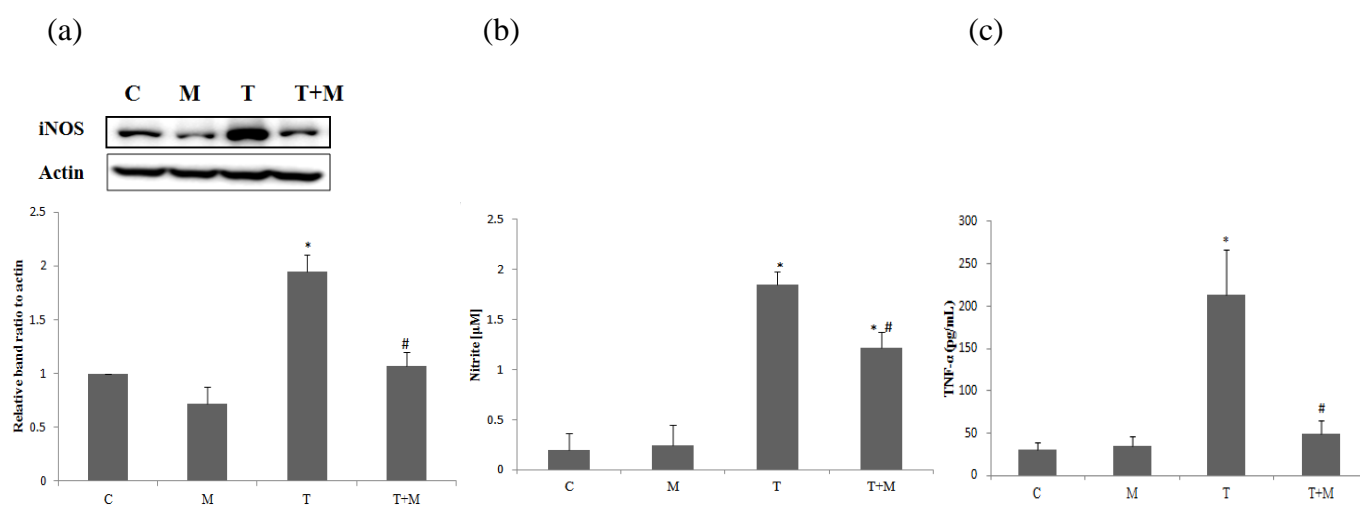 (a)
C M T T+M
iNOS
Actin
Relative band ratio to actin
2.5
2
1.5
1
0.5
0
*
#
C M T T+M
(b)
Nitrite [µM]
2.5
2
1.5
1
0.5
0
*
* #
C M T T+M
(c)
TNF-α (pg/mL)
300
250
200
150
100
50
0
*
#
C M T T+M